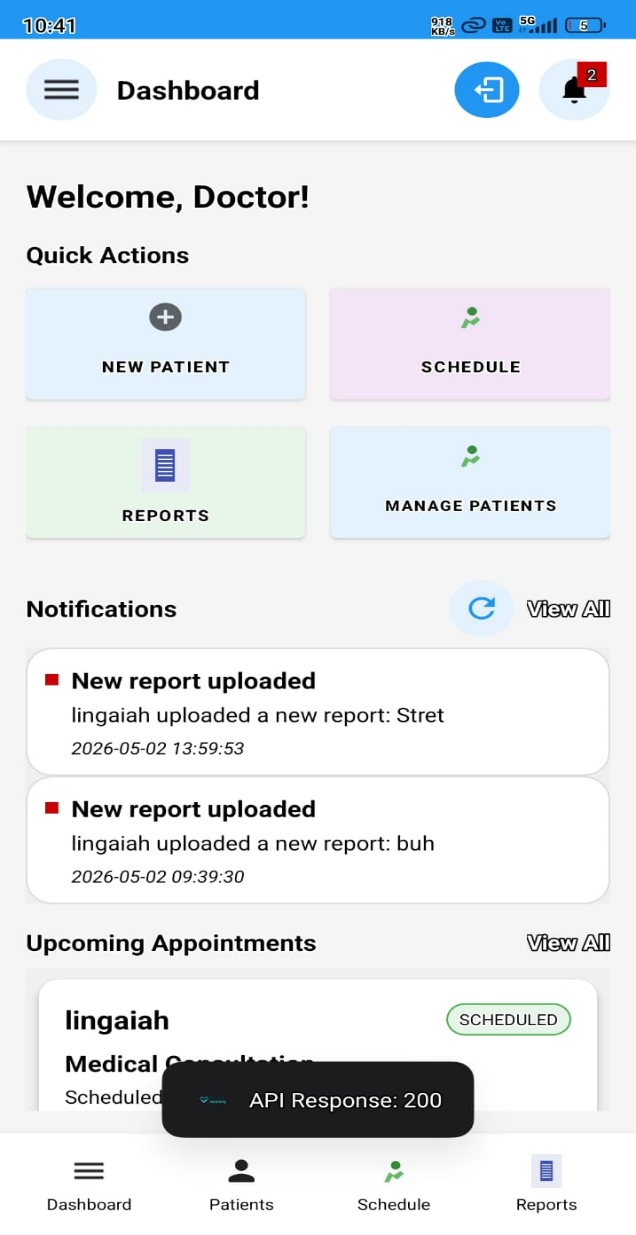 10:41
918
KB/s
Vo
LTE
5G
5
Dashboard
2
Welcome, Doctor!
Quick Actions
NEW PATIENT
SCHEDULE
REPORTS
MANAGE PATIENTS
Notifications
View All
New report uploaded
lingaiah uploaded a new report: Stret
2026-05-02 13:59:53
New report uploaded
lingaiah uploaded a new report: buh
2026-05-02 09:39:30
Upcoming Appointments
View All
lingaiah
SCHEDULED
Medical Consultation
Scheduled
API Response: 200
Dashboard
Patients
Schedule
Reports